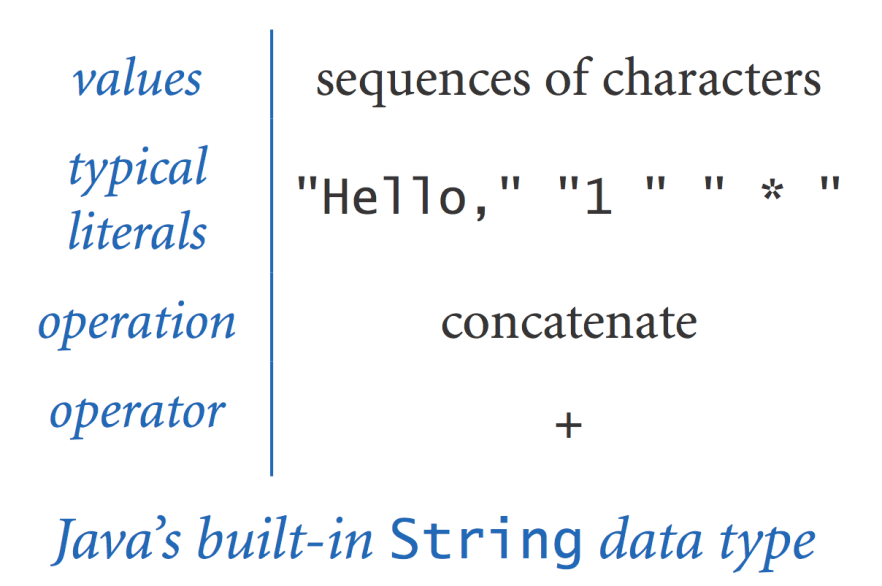 values sequences of characters
typical
literals "Hello," "1 " " * "
operation concatenate
operator +
Java's built-in String data type